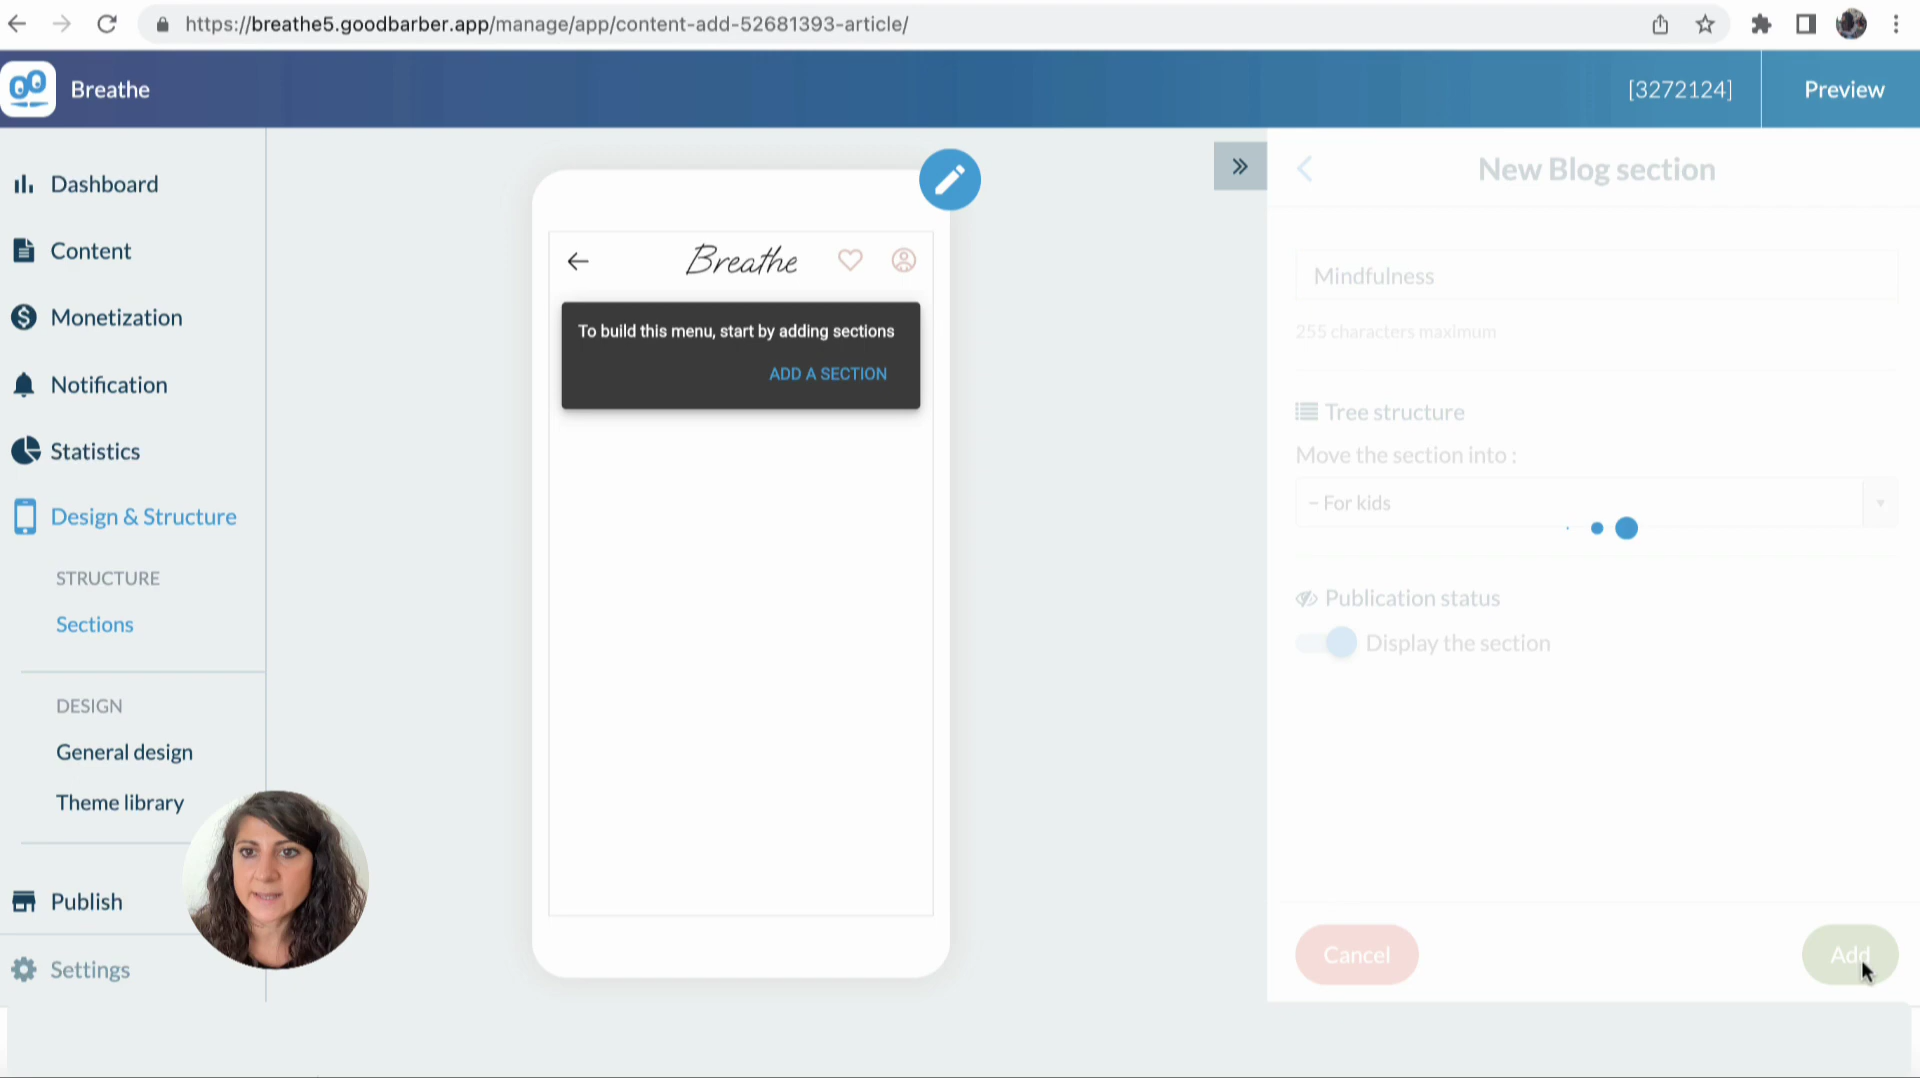 https://breathe5.goodbarber.app/manage/app/content-add-52681393-article/
Breathe
[3272124]
Preview
Dashboard
Content
Monetization
Notification
Statistics
Design & Structure
STRUCTURE
Sections
DESIGN
General design
Theme library
Publish
Settings
Breathe
To build this menu, start by adding sections
ADD A SECTION
New Blog section
Mindfulness
255 characters maximum
Tree structure
Move the section into :
– For kids
Publication status
Display the section
Cancel
Add